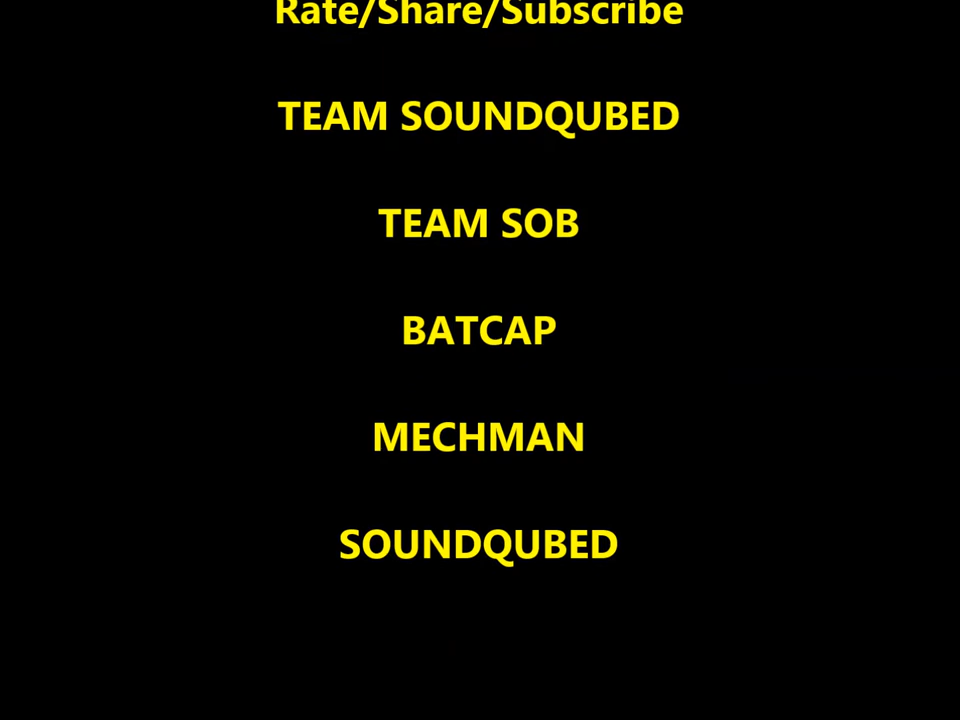 Rate/Share/Subscribe
TEAM SOUNDQUBED
TEAM SOB
BATCAP
MECHMAN
SOUNDQUBED